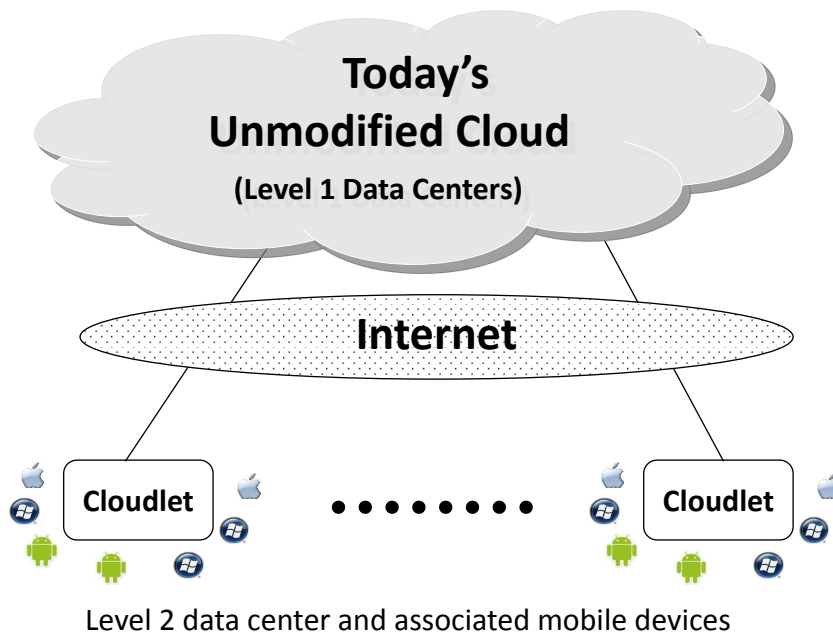 Today’s
Unmodified Cloud
(Level 1 Data Centers)
Internet
Cloudlet
Cloudlet
Level 2 data center and associated mobile devices